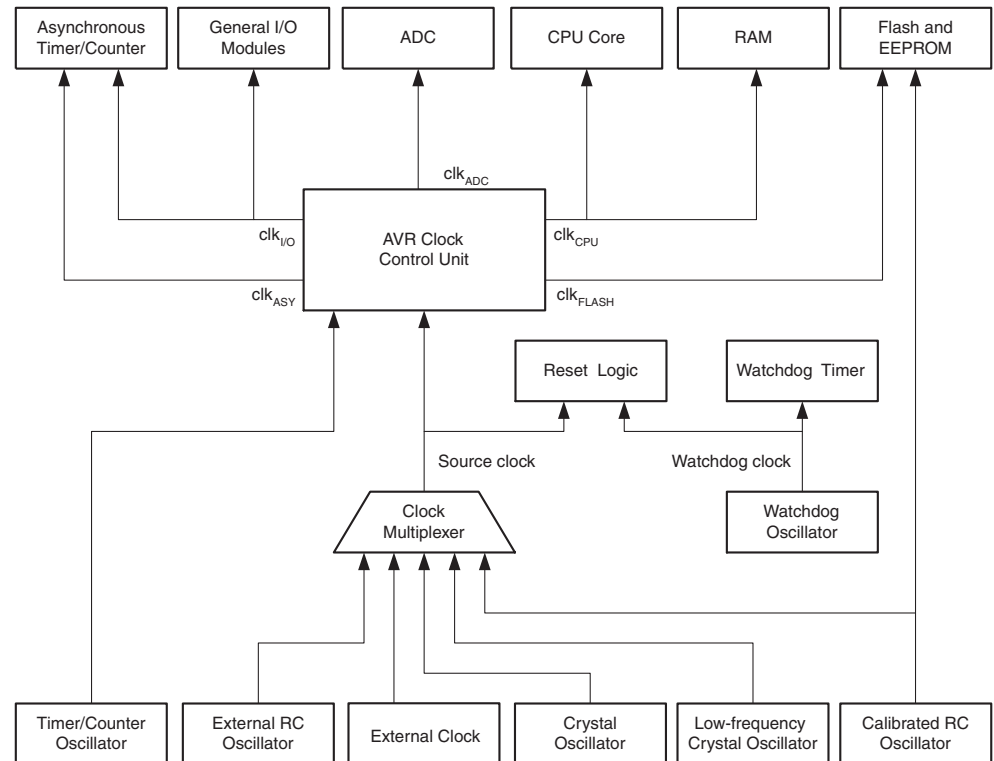 Asynchronous
Timer/Counter
General I/O
Modules
ADC
CPU Core
RAM
Flash and
EEPROM
clkADC
clkI/O
AVR Clock
Control Unit
clkCPU
clkASY
clkFLASH
Reset Logic
Watchdog Timer
Source clock
Watchdog clock
Clock
Multiplexer
Watchdog
Oscillator
Timer/Counter
Oscillator
External RC
Oscillator
External Clock
Crystal
Oscillator
Low-frequency
Crystal Oscillator
Calibrated RC
Oscillator